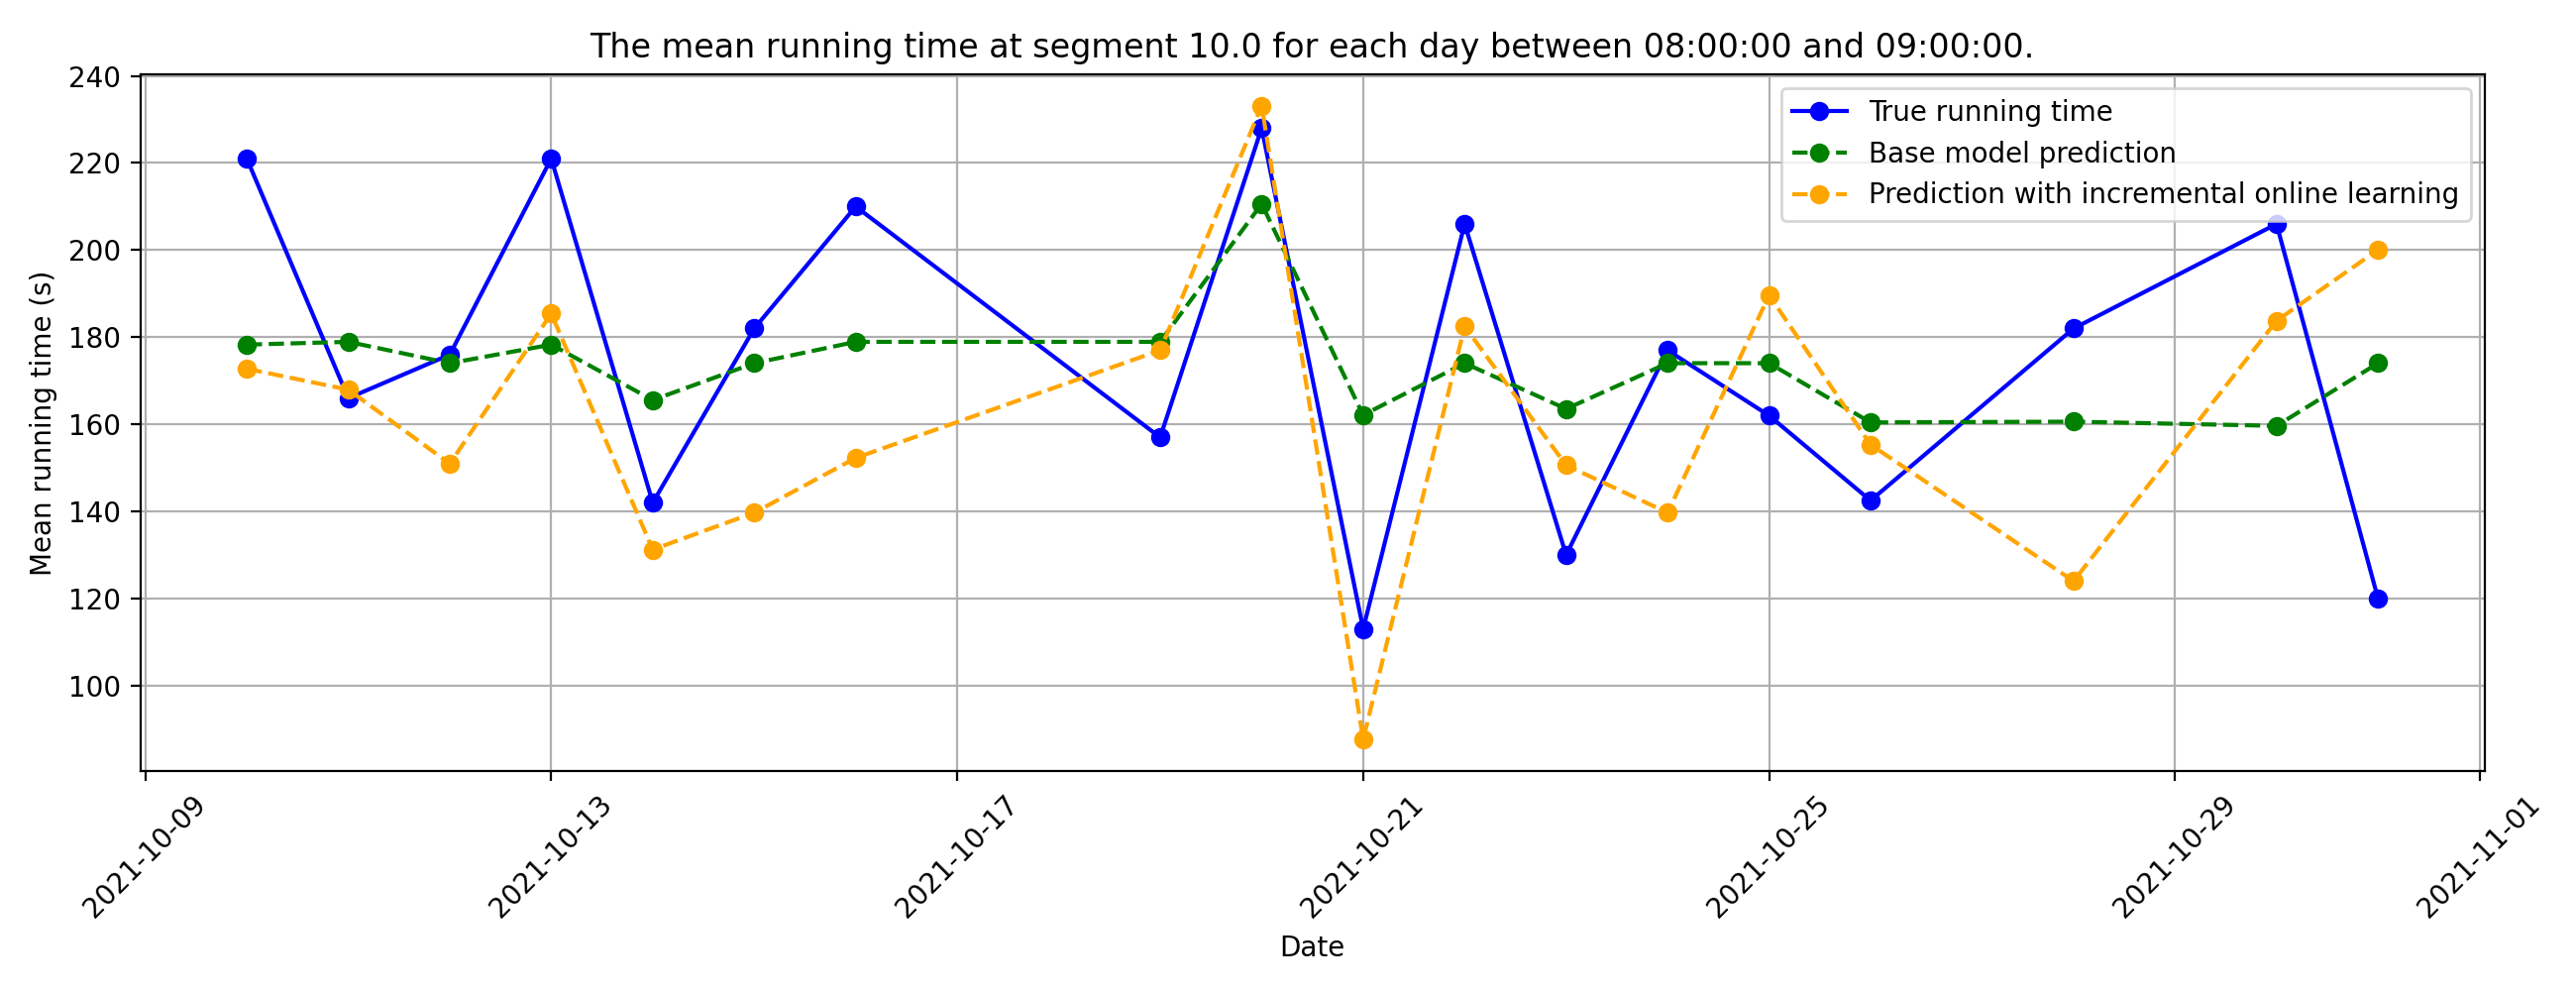 The mean running time at segment 10.0 for each day between 08:00:00 and 09:00:00.
240
220
200
180
160
140
120
100
Mean running time (s)
True running time
Base model prediction
Prediction with incremental online learning
2021-10-09
2021-10-13
2021-10-17
2021-10-21
2021-10-25
2021-10-29
2021-11-01
Date